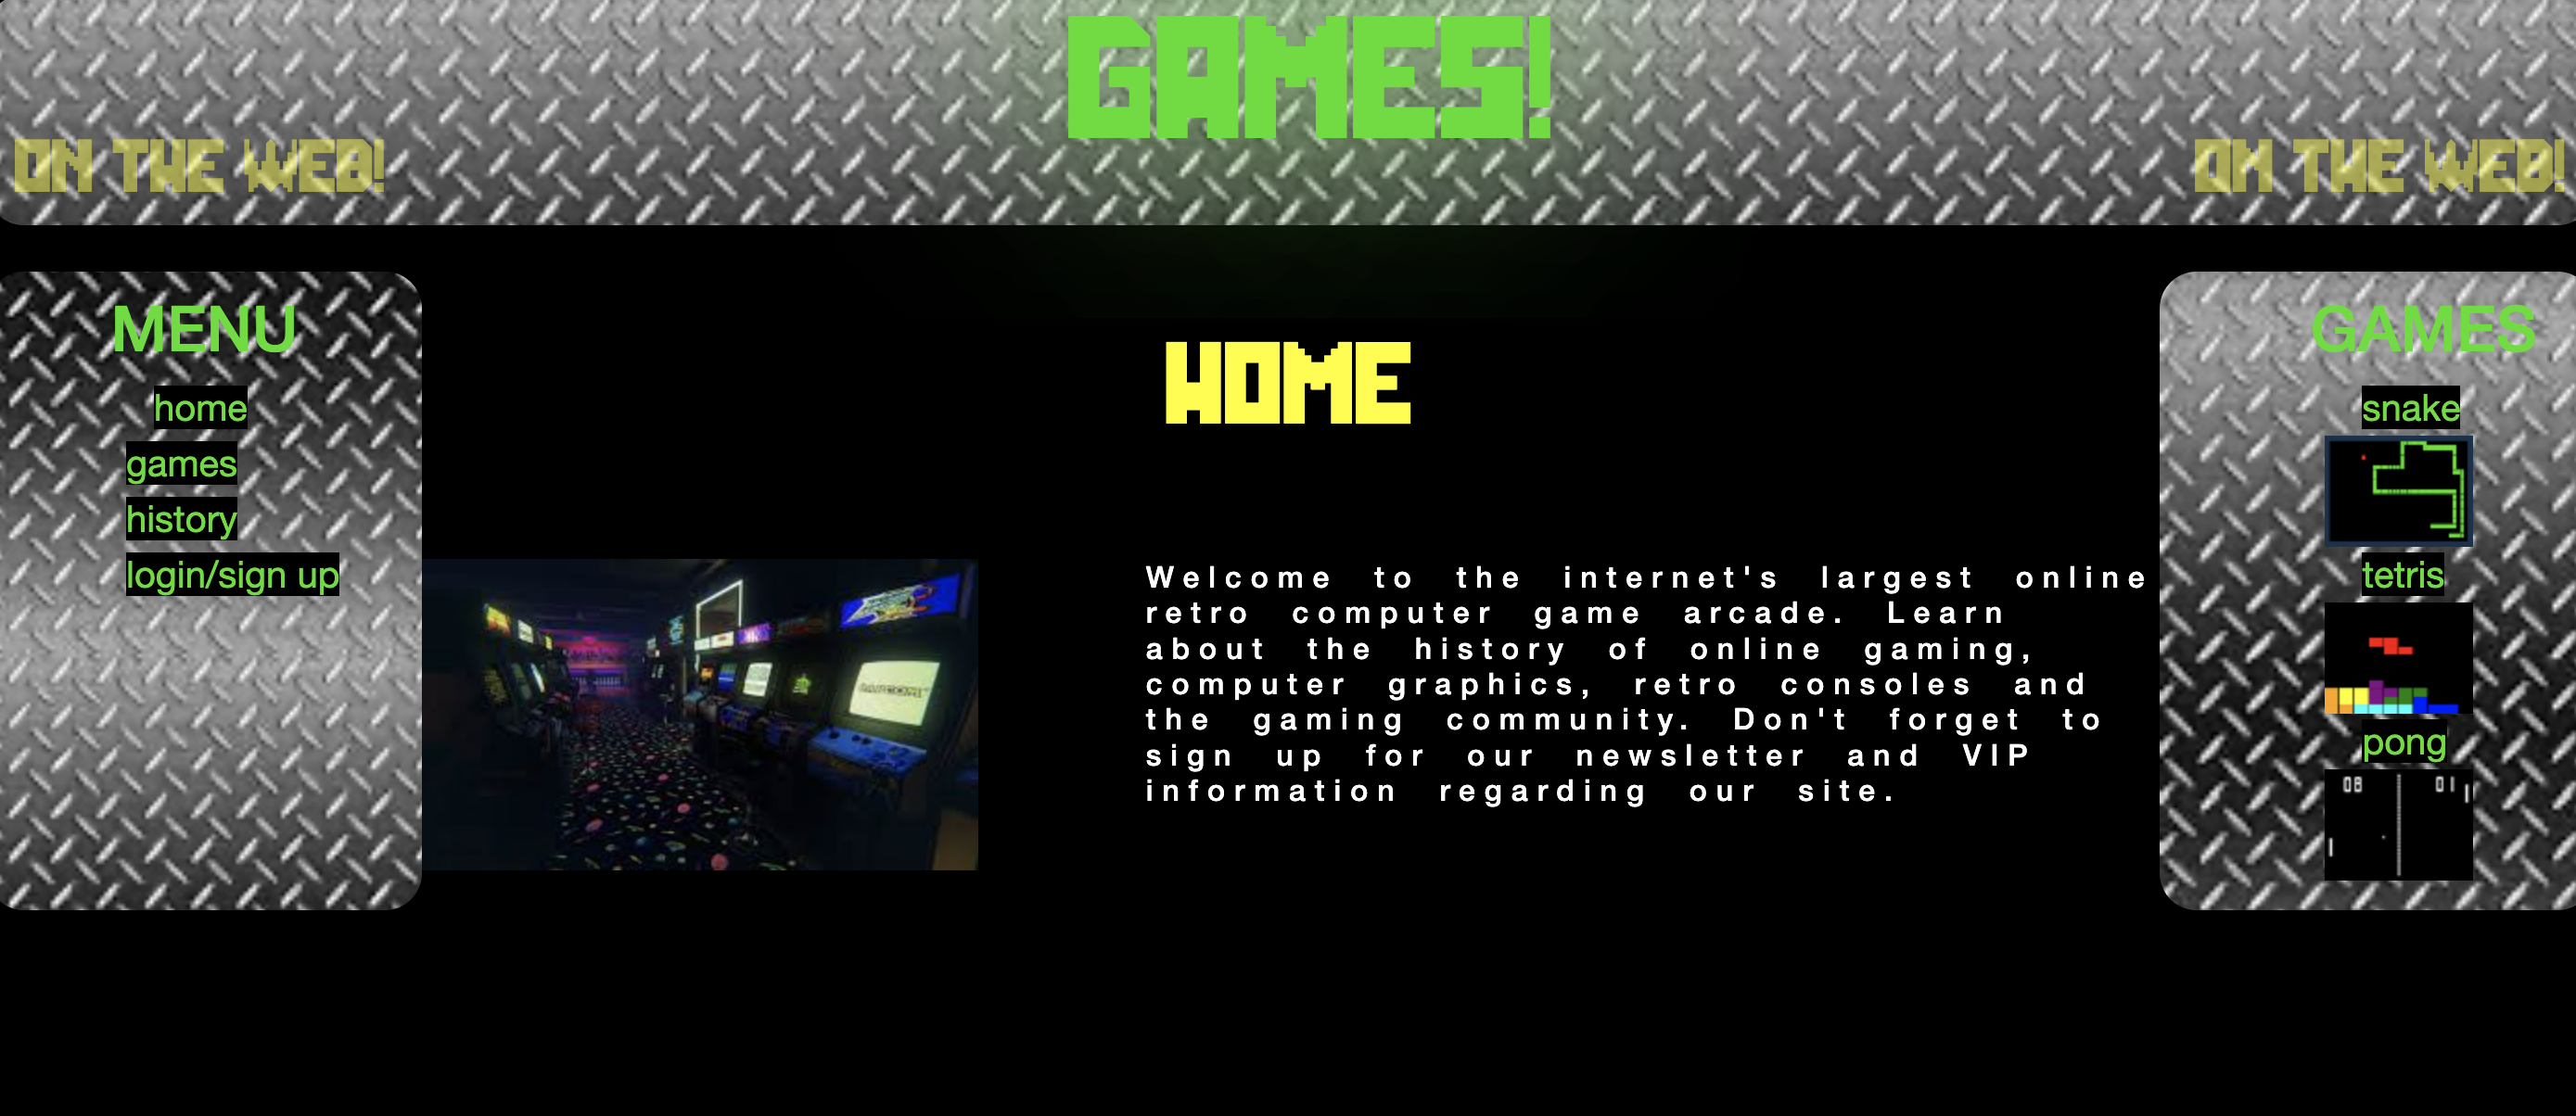 GAMES!
ON THE WEB!
ON THE WEB!
MENU
home
games
history
login/sign up
HOME
Welcome to the internet's largest online
retro computer game arcade. Learn
about the history of online gaming,
computer graphics, retro consoles and
the gaming community. Don't forget to
sign up for our newsletter and VIP
information regarding our site.
GAMES
snake
tetris
pong
08 01